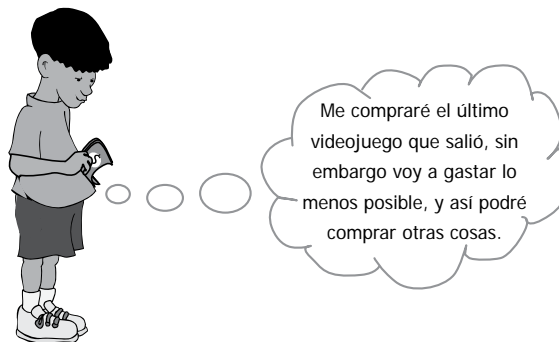 Me compraré el último
videojuego que salió, sin
embargo voy a gastar lo
menos posible, y así podré
comprar otras cosas.